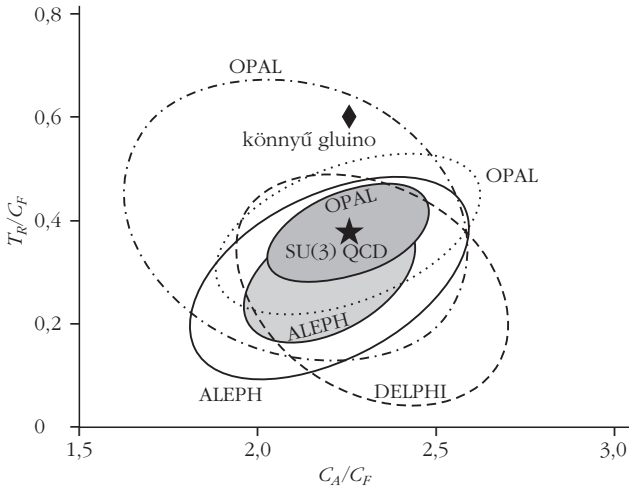 0,8
OPAL
0,6
könnyű gluino
OPAL
OPAL
T_R/C_F
0,4
SU(3) QCD
0,2
ALEPH
ALEPH
DELPHI
0
1,5
2,0
2,5
3,0
C_A/C_F